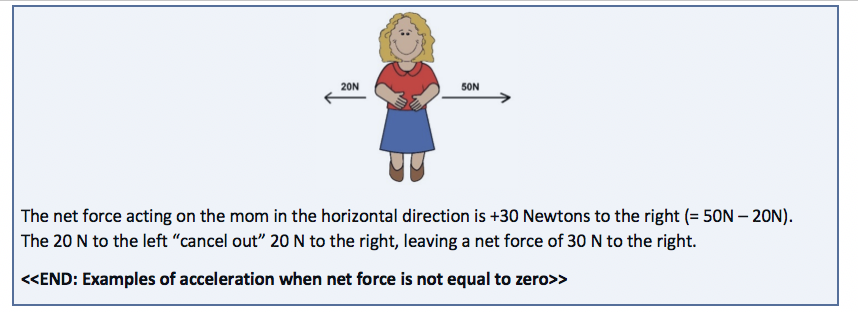 20N
50N
The net force acting on the mom in the horizontal direction is +30 Newtons to the right (= 50N – 20N).
The 20 N to the left “cancel out” 20 N to the right, leaving a net force of 30 N to the right.
<<END: Examples of acceleration when net force is not equal to zero>>